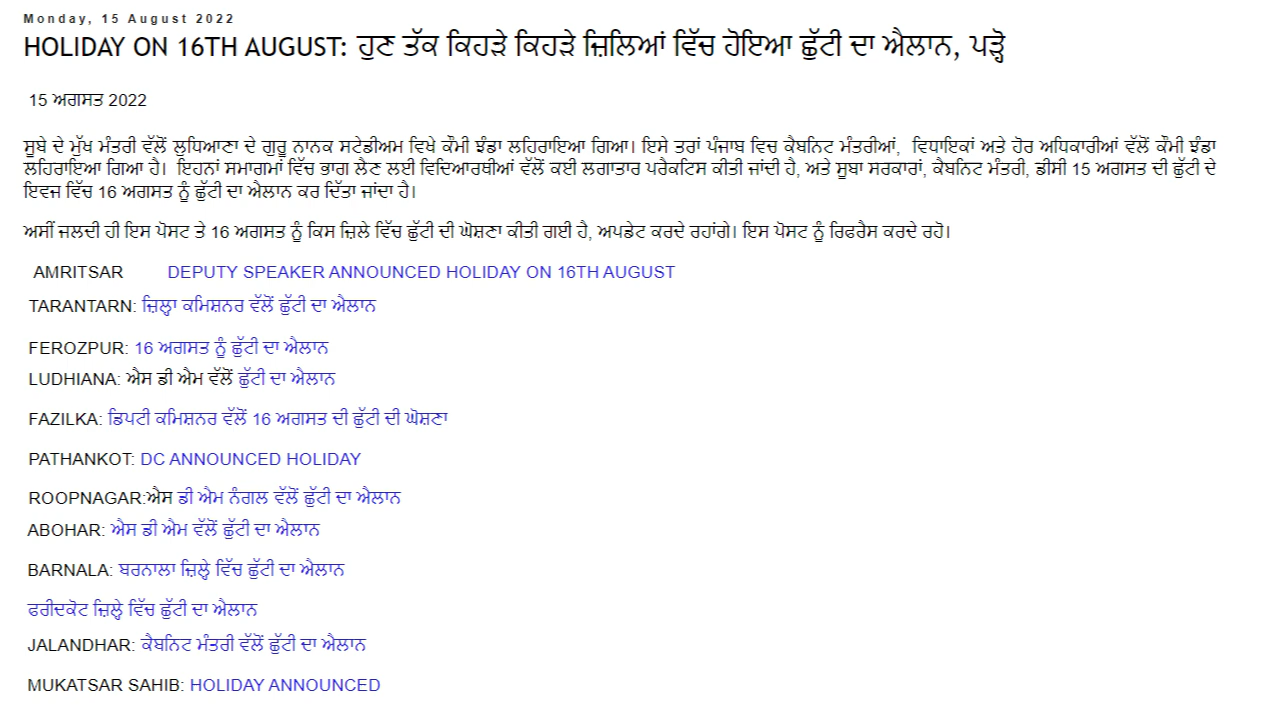 Monday, 15 August 2022
HOLIDAY ON 16TH AUGUST: ਹੁਣ ਤੱਕ ਕਿਹੜੇ ਕਿਹੜੇ ਜ਼ਿਲਿਆਂ ਵਿੱਚ ਹੋਇਆ ਛੁੱਟੀ ਦਾ ਐਲਾਨ, ਪੜ੍ਹੋ
15 ਅਗਸਤ 2022
ਸੂਬੇ ਦੇ ਮੁੱਖ ਮੰਤਰੀ ਵੱਲੋਂ ਲੁਧਿਆਣਾ ਦੇ ਗੁਰੂ ਨਾਨਕ ਸਟੇਡੀਅਮ ਵਿਖੇ ਕੌਮੀ ਝੰਡਾ ਲਹਿਰਾਇਆ ਗਿਆ। ਇਸੇ ਤਰਾਂ ਪੰਜਾਬ ਵਿਚ ਕੈਬਨਿਟ ਮੰਤਰੀਆਂ, ਵਿਧਾਇਕਾਂ ਅਤੇ ਹੋਰ ਅਧਿਕਾਰੀਆਂ ਵੱਲੋਂ ਕੌਮੀ ਝੰਡਾ
ਲਹਿਰਾਇਆ ਗਿਆ ਹੈ। ਇਹਨਾਂ ਸਮਾਗਮਾਂ ਵਿੱਚ ਭਾਗ ਲੈਣ ਲਈ ਵਿਦਿਆਰਥੀਆਂ ਵੱਲੋਂ ਕਈ ਲਗਾਤਾਰ ਪਰੈਕਟਿਸ ਕੀਤੀ ਜਾਂਦੀ ਹੈ, ਅਤੇ ਸੂਬਾ ਸਰਕਾਰਾਂ, ਕੈਬਨਿਟ ਮੰਤਰੀ, ਡੀਸੀ 15 ਅਗਸਤ ਦੀ ਛੁੱਟੀ ਦੇ
ਇਵਜ ਵਿੱਚ 16 ਅਗਸਤ ਨੂੰ ਛੁੱਟੀ ਦਾ ਐਲਾਨ ਕਰ ਦਿੱਤਾ ਜਾਂਦਾ ਹੈ।
ਅਸੀਂ ਜਲਦੀ ਹੀ ਇਸ ਪੋਸਟ ਤੇ 16 ਅਗਸਤ ਨੂੰ ਕਿਸ ਜ਼ਿਲੇ ਵਿੱਚ ਛੁੱਟੀ ਦੀ ਘੋਸ਼ਣਾ ਕੀਤੀ ਗਈ ਹੈ, ਅਪਡੇਟ ਕਰਦੇ ਰਹਾਂਗੇ। ਇਸ ਪੋਸਟ ਨੂੰ ਰਿਫਰੈਸ ਕਰਦੇ ਰਹੋ।
AMRITSAR DEPUTY SPEAKER ANNOUNCED HOLIDAY ON 16TH AUGUST
TARANTARN: ਜ਼ਿਲ੍ਹਾ ਕਮਿਸ਼ਨਰ ਵੱਲੋਂ ਛੁੱਟੀ ਦਾ ਐਲਾਨ
FEROZPUR: 16 ਅਗਸਤ ਨੂੰ ਛੁੱਟੀ ਦਾ ਐਲਾਨ
LUDHIANA: ਐਸ ਡੀ ਐਮ ਵੱਲੋਂ ਛੁੱਟੀ ਦਾ ਐਲਾਨ
FAZILKA: ਡਿਪਟੀ ਕਮਿਸ਼ਨਰ ਵੱਲੋਂ 16 ਅਗਸਤ ਦੀ ਛੁੱਟੀ ਦੀ ਘੋਸ਼ਣਾ
PATHANKOT: DC ANNOUNCED HOLIDAY
ROOPNAGAR:ਐਸ ਡੀ ਐਮ ਨੰਗਲ ਵੱਲੋਂ ਛੁੱਟੀ ਦਾ ਐਲਾਨ
ABOHAR: ਐਸ ਡੀ ਐਮ ਵੱਲੋਂ ਛੁੱਟੀ ਦਾ ਐਲਾਨ
BARNALA: ਬਰਨਾਲਾ ਜ਼ਿਲ੍ਹੇ ਵਿੱਚ ਛੁੱਟੀ ਦਾ ਐਲਾਨ
ਫਰੀਦਕੋਟ ਜ਼ਿਲ੍ਹੇ ਵਿੱਚ ਛੁੱਟੀ ਦਾ ਐਲਾਨ
JALANDHAR: ਕੈਬਨਿਟ ਮੰਤਰੀ ਵੱਲੋਂ ਛੁੱਟੀ ਦਾ ਐਲਾਨ
MUKATSAR SAHIB: HOLIDAY ANNOUNCED